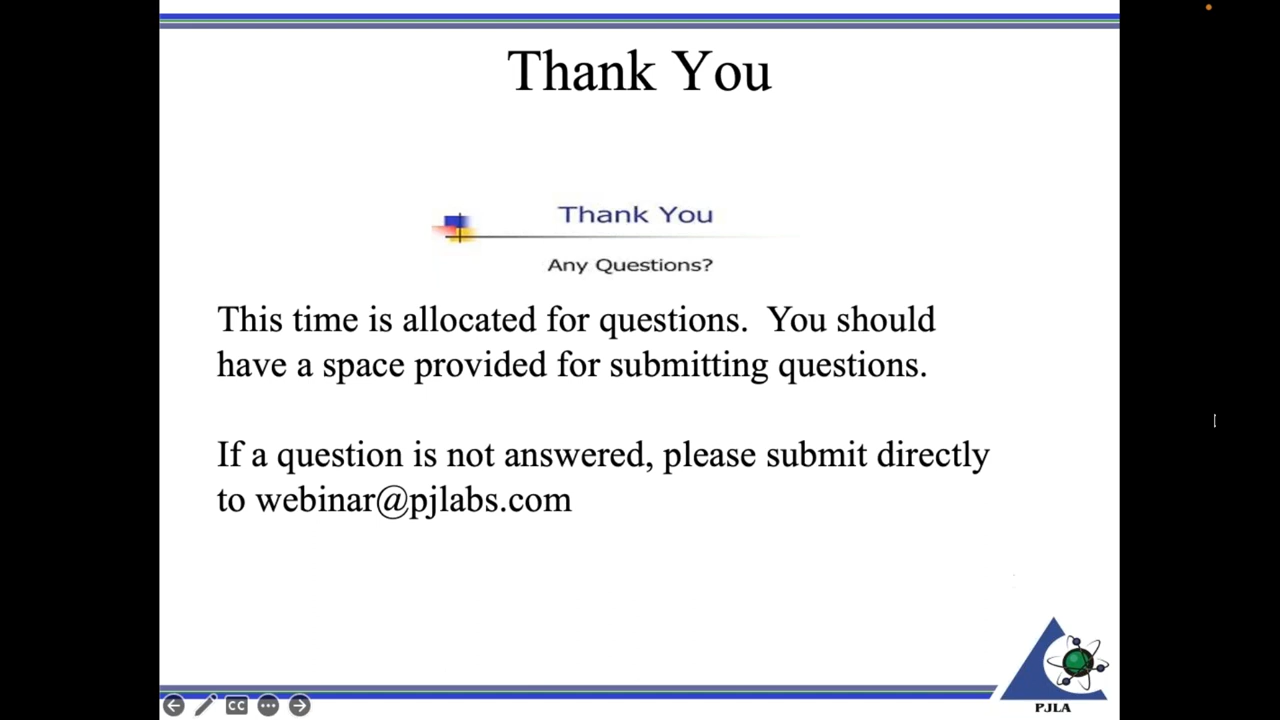 Thank You
Thank You
Any Questions?
This time is allocated for questions.  You should
have a space provided for submitting questions.
If a question is not answered, please submit directly
to webinar@pjlabs.com
PJLA
CC